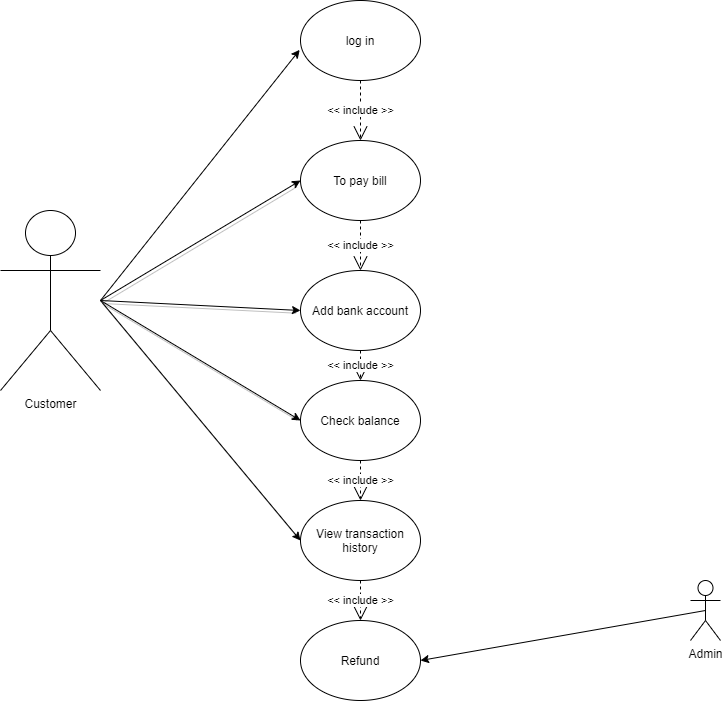 log in
<< include >>
To pay bill
<< include >>
Add bank account
<< include >>
Check balance
Customer
<< include >>
View transaction
history
<< include >>
Refund
Admin